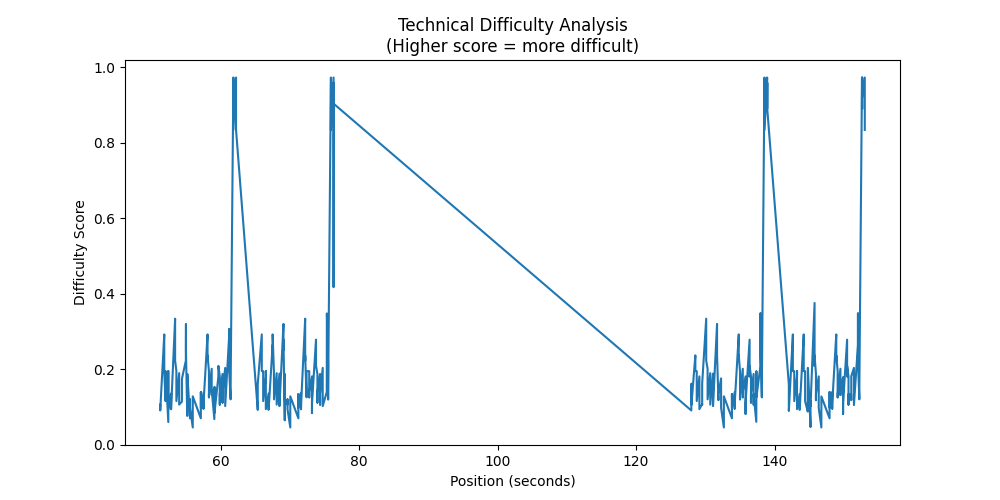 Technical Difficulty Analysis
(Higher score = more difficult)
1.0
0.8
0.6
0.4
0.2
0.0
Difficulty Score
60
80
100
120
140
Position (seconds)